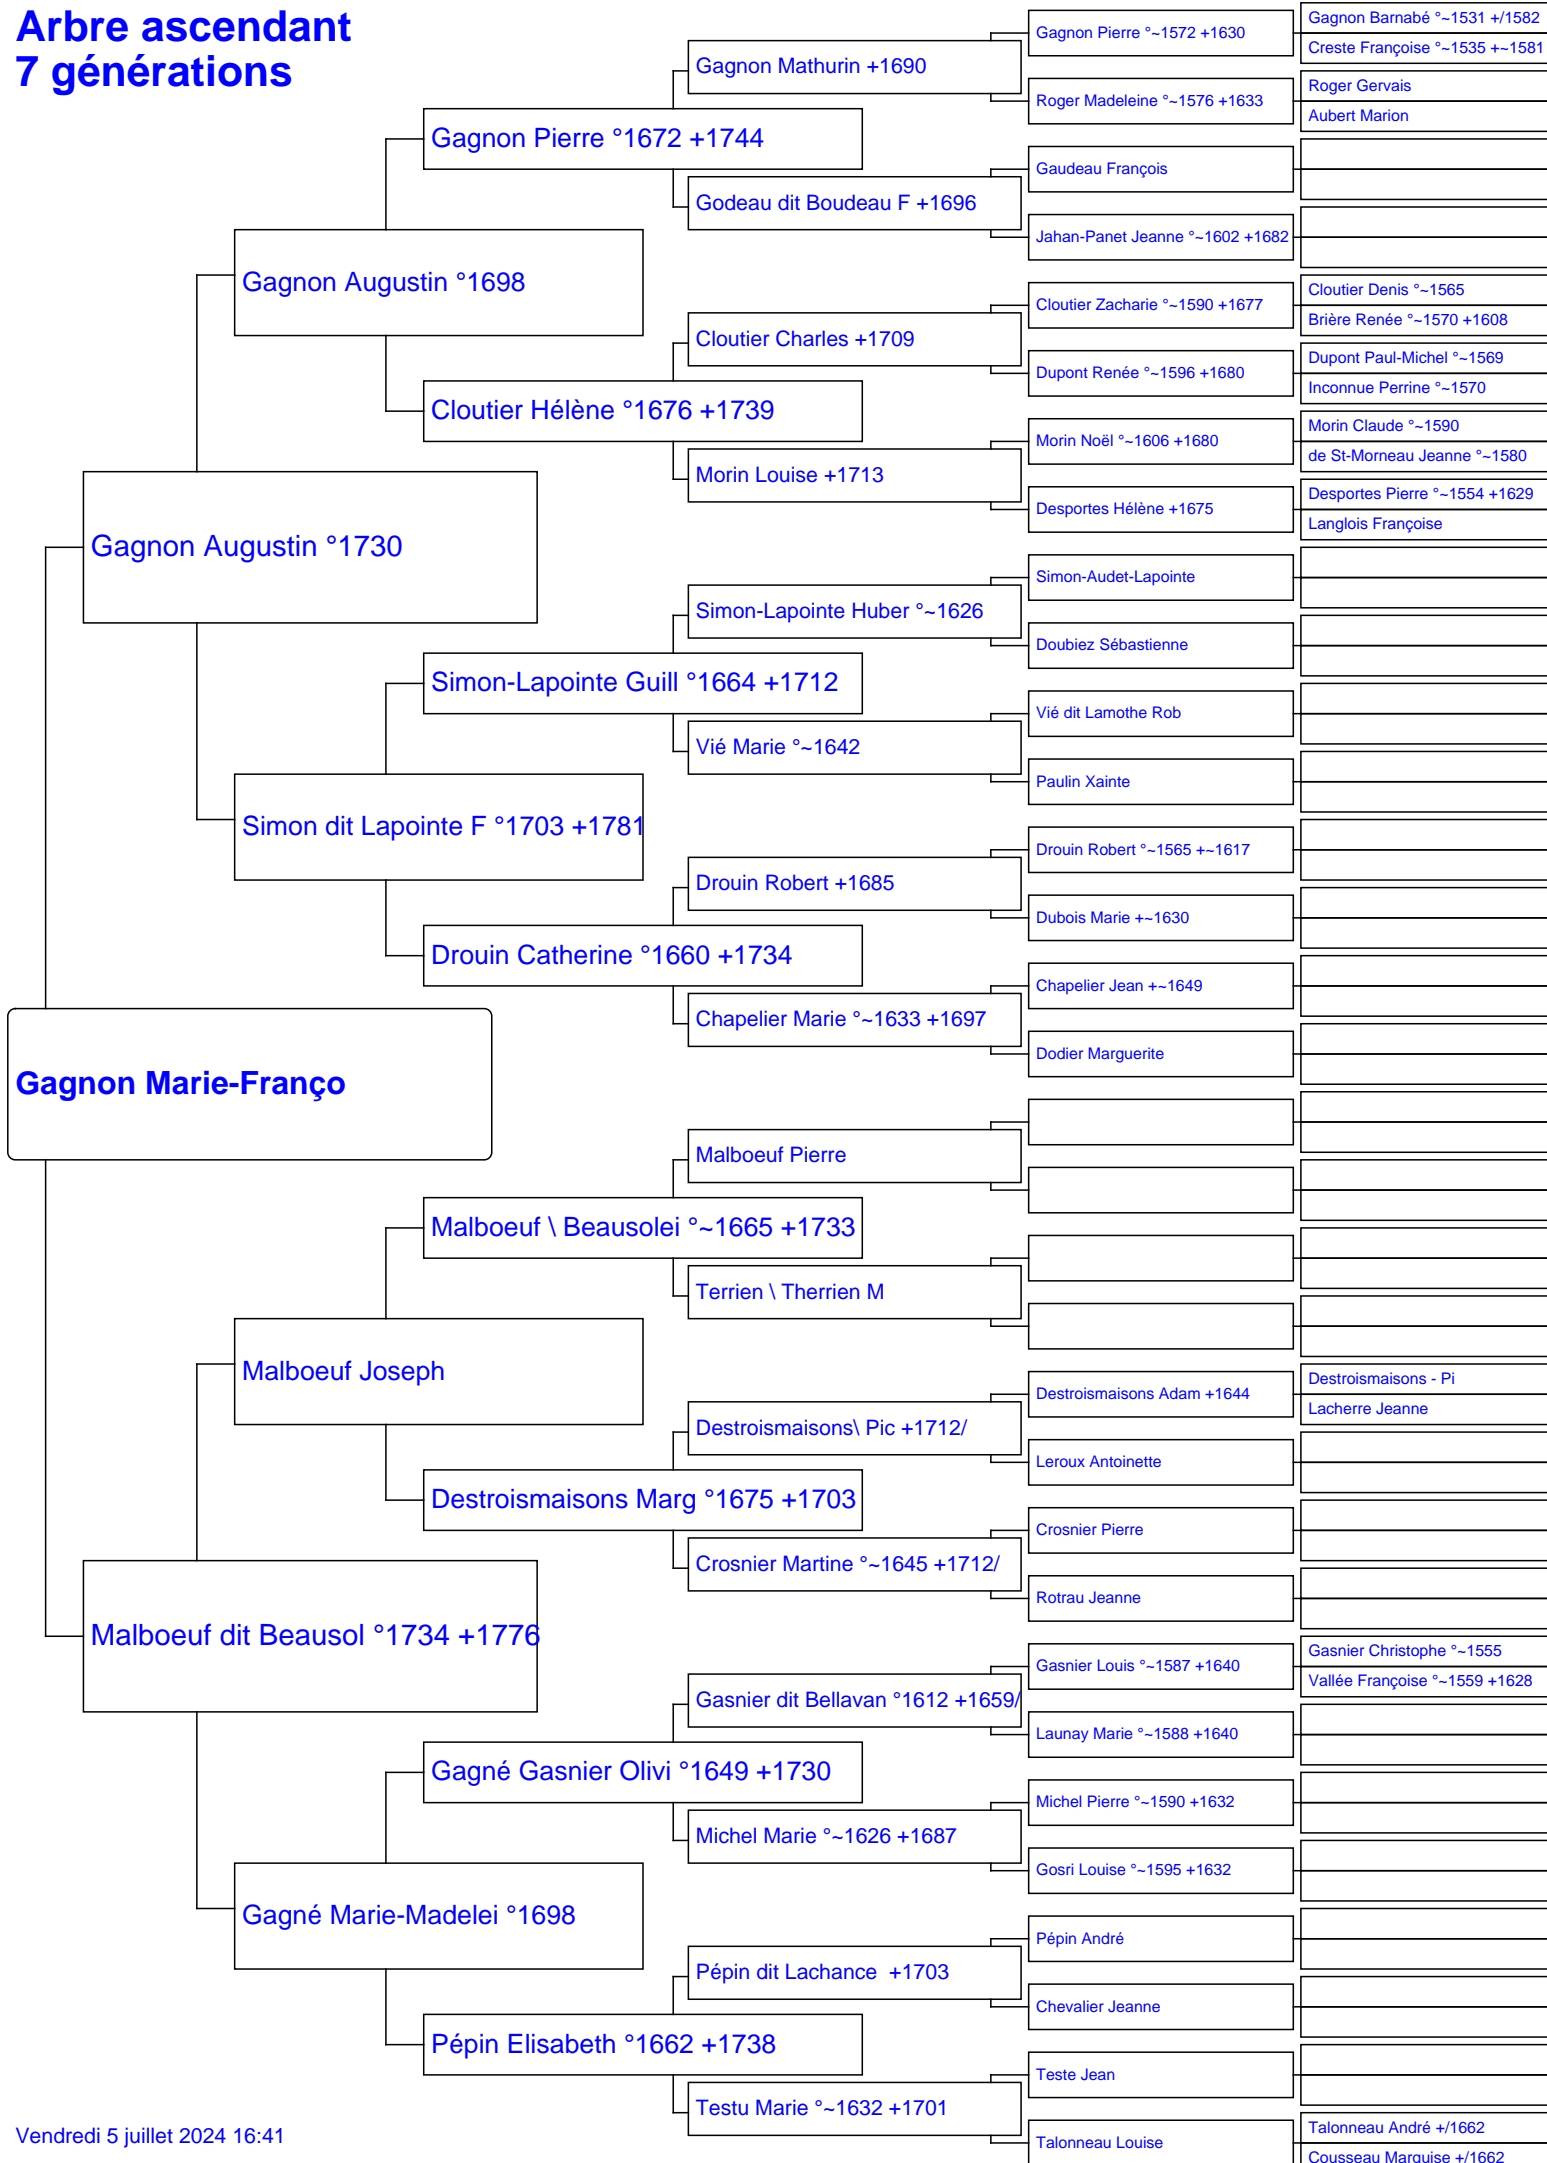 Arbre ascendant
7 générations
Gagnon Marie-Franço
Gagnon Augustin °1730
Malboeuf dit Beausol °1734 +1776
Gagnon Augustin °1698
Simon dit Lapointe F °1703 +1781
Malboeuf Joseph
Gagné Marie-Madelei °1698
Gagnon Pierre °1672 +1744
Cloutier Hélène °1676 +1739
Simon-Lapointe Guill °1664 +1712
Drouin Catherine °1660 +1734
Malboeuf \ Beausolei °~1665 +1733
Destroismaisons Marg °1675 +1703
Gagné Gasnier Olivi °1649 +1730
Pépin Elisabeth °1662 +1738
Gagnon Mathurin +1690
Godeau dit Boudeau F +1696
Cloutier Charles +1709
Morin Louise +1713
Simon-Lapointe Huber °~1626
Vié Marie °~1642
Drouin Robert +1685
Chapelier Marie °~1633 +1697
Malboeuf Pierre
Terrien \ Therrien M
Destroismaisons\ Pic +1712/
Crosnier Martine °~1645 +1712/
Gasnier dit Bellavan °1612 +1659/
Michel Marie °~1626 +1687
Pépin dit Lachance  +1703
Testu Marie °~1632 +1701
Gagnon Pierre °~1572 +1630
Roger Madeleine °~1576 +1633
Gaudeau François
Jahan-Panet Jeanne °~1602 +1682
Cloutier Zacharie °~1590 +1677
Dupont Renée °~1596 +1680
Morin Noël °~1606 +1680
Desportes Hélène +1675
Simon-Audet-Lapointe
Doubiez Sébastienne
Vié dit Lamothe Rob
Paulin Xainte
Drouin Robert °~1565 +~1617
Dubois Marie +~1630
Chapelier Jean +~1649
Dodier Marguerite
Destroismaisons Adam +1644
Leroux Antoinette
Crosnier Pierre
Rotrau Jeanne
Gasnier Louis °~1587 +1640
Launay Marie °~1588 +1640
Michel Pierre °~1590 +1632
Gosri Louise °~1595 +1632
Pépin André
Chevalier Jeanne
Teste Jean
Talonneau Louise
Gagnon Barnabé °~1531 +/1582
Creste Françoise °~1535 +~1581
Roger Gervais
Aubert Marion
Cloutier Denis °~1565
Brière Renée °~1570 +1608
Dupont Paul-Michel °~1569
Inconnue Perrine °~1570
Morin Claude °~1590
de St-Morneau Jeanne °~1580
Desportes Pierre °~1554 +1629
Langlois Françoise
Destroismaisons - Pi
Lacherre Jeanne
Gasnier Christophe °~1555
Vallée Françoise °~1559 +1628
Talonneau André +/1662
Cousseau Marquise +/1662
Vendredi 5 juillet 2024 16:41